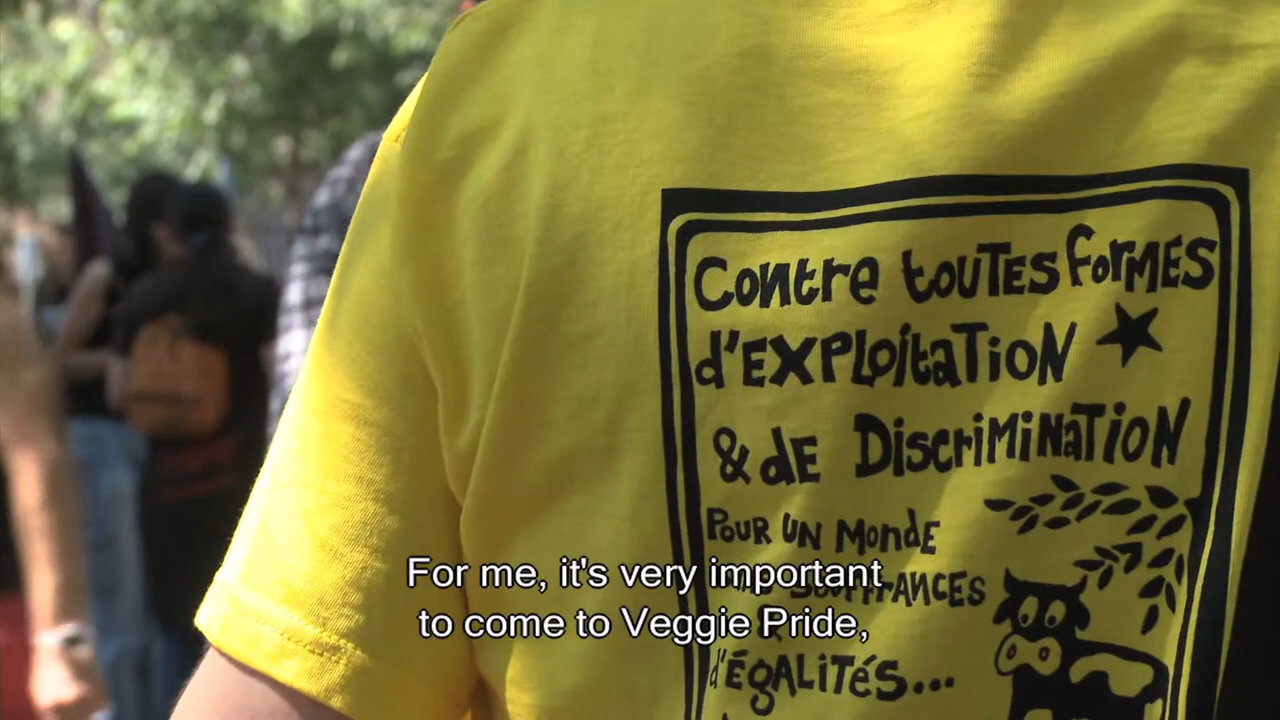 Contre toutes formes
d'exploitation
& de discrimination
pour un monde
souffrances
d'égalités...
For me, it's very important
to come to Veggie Pride,